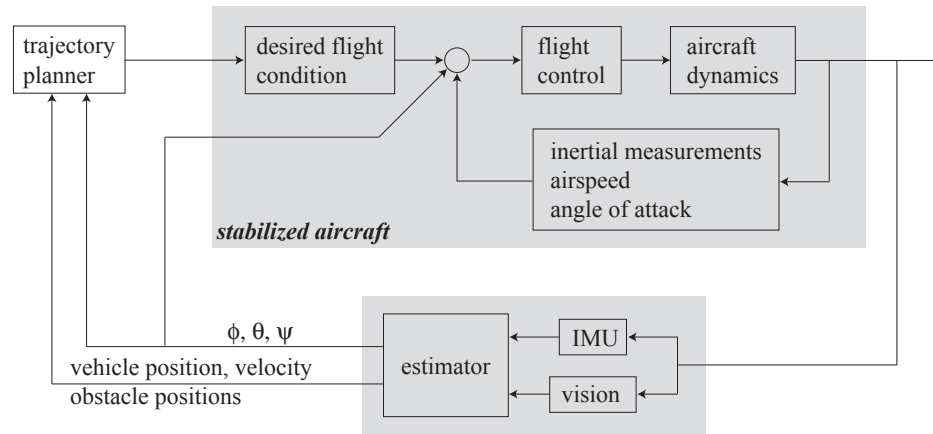 trajectory
planner
desired flight
condition
flight
control
aircraft
dynamics
inertial measurements
airspeed
angle of attack
stabilized aircraft
ϕ, θ, ψ
vehicle position, velocity
obstacle positions
estimator
IMU
vision